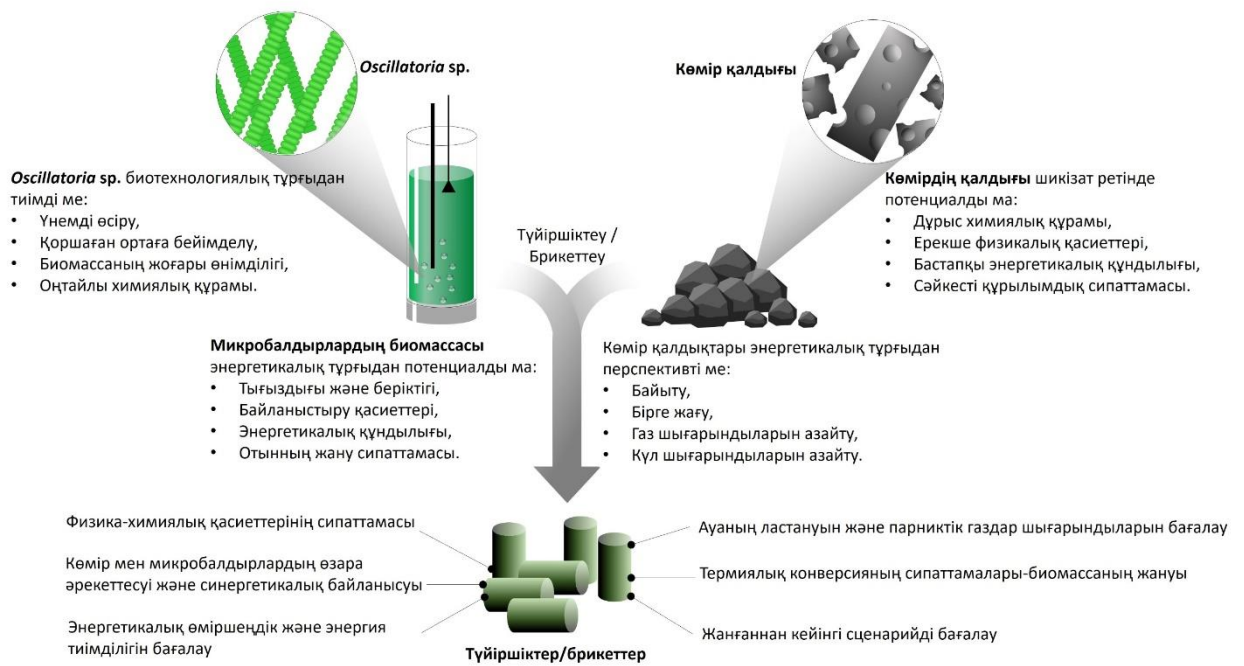 Oscillatoria sp.
Көмір қалдығы
Oscillatoria sp. биотехнологиялық тұрғыдан
тиімді ме:
• Үнемді өсіру,
• Қоршаған ортаға бейімделу,
• Биомассаның жоғары өнімділігі,
• Оңтайлы химиялық құрамы.
Түйіршіктеу /
Брикеттеу
Көмірдің қалдығы шикізат ретінде
потенциалды ма:
• Дұрыс химиялық құрамы,
• Ерекше физикалық қасиеттері,
• Бастапқы энергетикалық құндылығы,
• Сәйкесті құрылымдық сипаттамасы.
Микробалдырлардың биомассасы
энергетикалық тұрғыдан потенциалды ма:
• Тығыздығы және беріктігі,
• Байланыстыру қасиеттері,
• Энергетикалық құндылығы,
• Отынның жану сипаттамасы.
Көмір қалдықтары энергетикалық тұрғыдан
перспективті ме:
• Байыту,
• Бірге жағу,
• Газ шығарындыларын азайту,
• Күл шығарындыларын азайту.
Физика-химиялық қасиеттерінің сипаттамасы
Көмір мен микробалдырлардың өзара
әрекеттесуі және синергетикалық байланысуы
Энергетикалық өміршеңдік және энергия
тиімділігін бағалау
Ауаның ластануын және парниктік газдар шығарындыларын бағалау
Термиялық конверсияның сипаттамалары-биомассаның жануы
Жанғаннан кейінгі сценарийді бағалау
Түйіршіктер/брикеттер